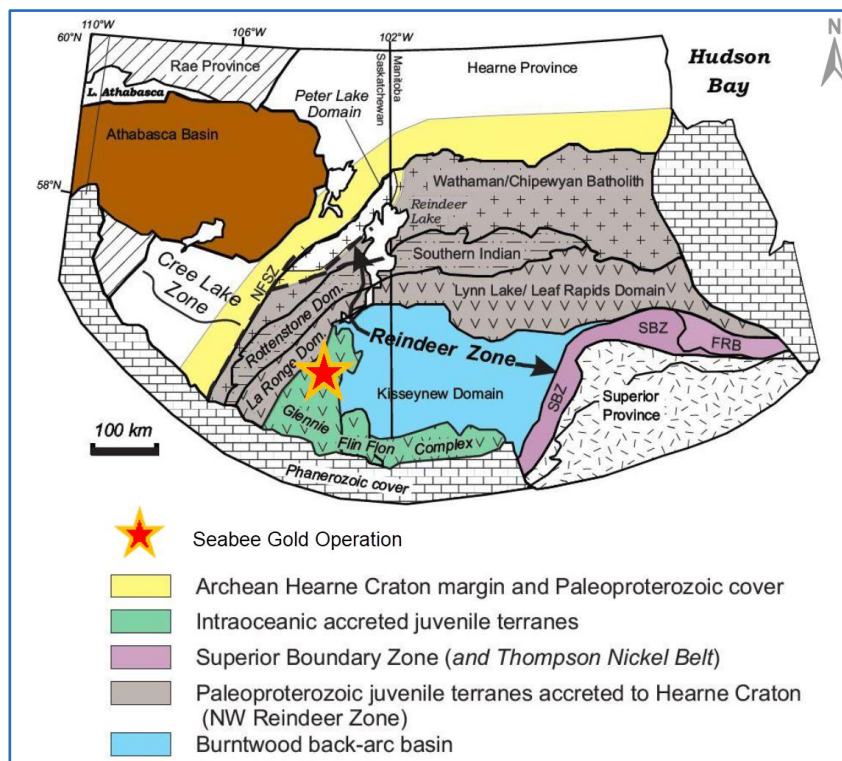 110°W
60°N
106°W
102°W
N
Rae Province
Manitoba
Saskatchewan
Hearne Province
Hudson
Bay
L. Athabasca
Peter Lake
Domain
Athabasca Basin
58°N
Wathaman/Chipewyan Batholith
Reindeer
Lake
Southern Indian
Cree Lake
Zone
NFSZ
Rottenstone Dom.
Lynn Lake/ Leaf Rapids Domain
La Ronge Dom.
Reindeer Zone
SBZ
FRB
Kisseynew Domain
SBZ
Superior
Province
100 km
Glennie
Flin Flon
Complex
Phanerozoic cover
Seabee Gold Operation
Archean Hearne Craton margin and Paleoproterozoic cover
Intraoceanic accreted juvenile terranes
Superior Boundary Zone (and Thompson Nickel Belt)
Paleoproterozoic juvenile terranes accreted to Hearne Craton
(NW Reindeer Zone)
Burntwood back-arc basin